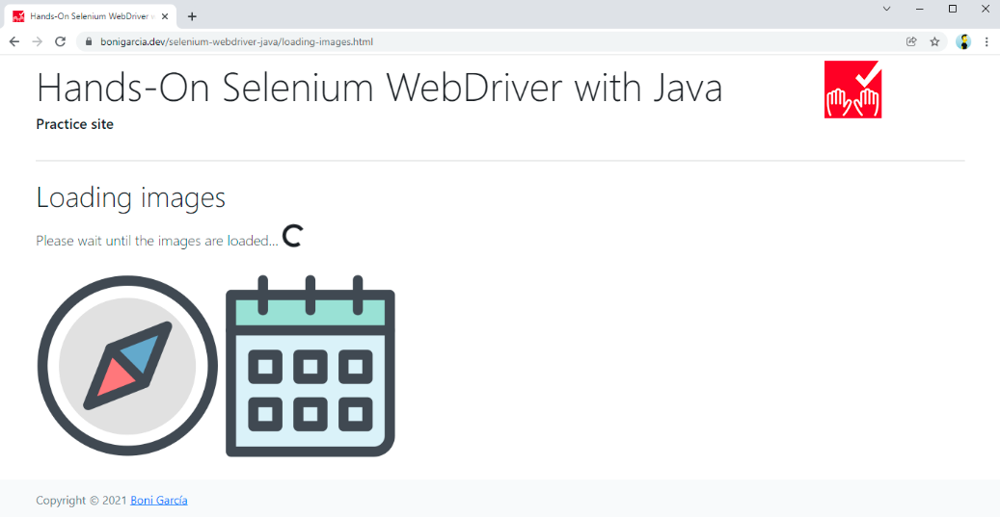 Hands-On Selenium WebDriver w
bonigarcia.dev/selenium-webdriver-java/loading-images.html
Hands-On Selenium WebDriver with Java
Practice site
Loading images
Please wait until the images are loaded...
Copyright © 2021 Boni García